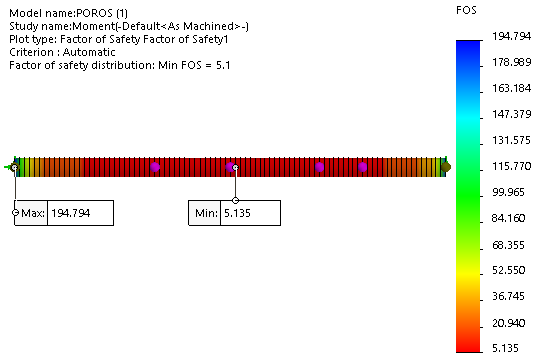 Model name:POROS (1)
Study name:Moment(-Default<As Machined>-)
Plot type: Factor of Safety Factor of Safety1
Criterion : Automatic
Factor of safety distribution: Min FOS = 5.1
FOS
194.794
178.989
163.184
147.379
131.575
115.770
99.965
84.160
68.355
52.550
36.745
20.940
5.135
Max: 194.794
Min: 5.135